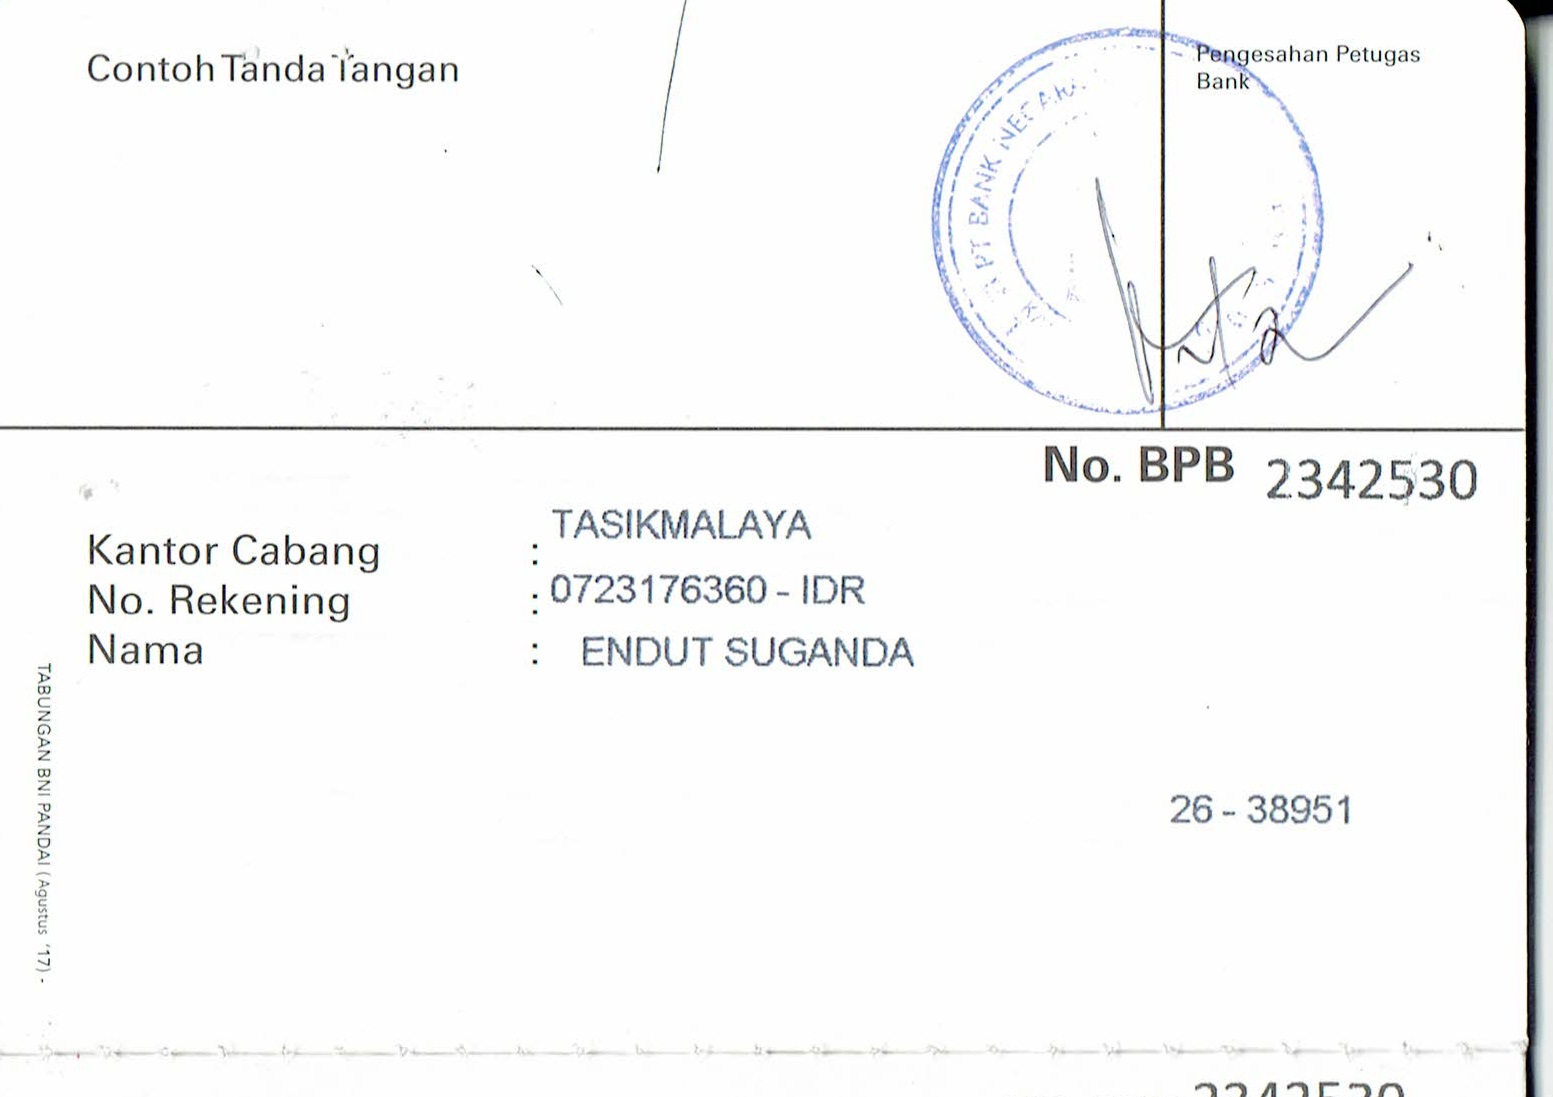 Contoh Tanda Tangan
Pengesahan Petugas
Bank
PT BANK NEGARA
No. BPB 2342530
Kantor Cabang : TASIKMALAYA
No. Rekening : 0723176360 - IDR
Nama : ENDUT SUGANDA
26 - 38951
TABUNGAN BNI PANDAI ( Agustus '17) -
2342530